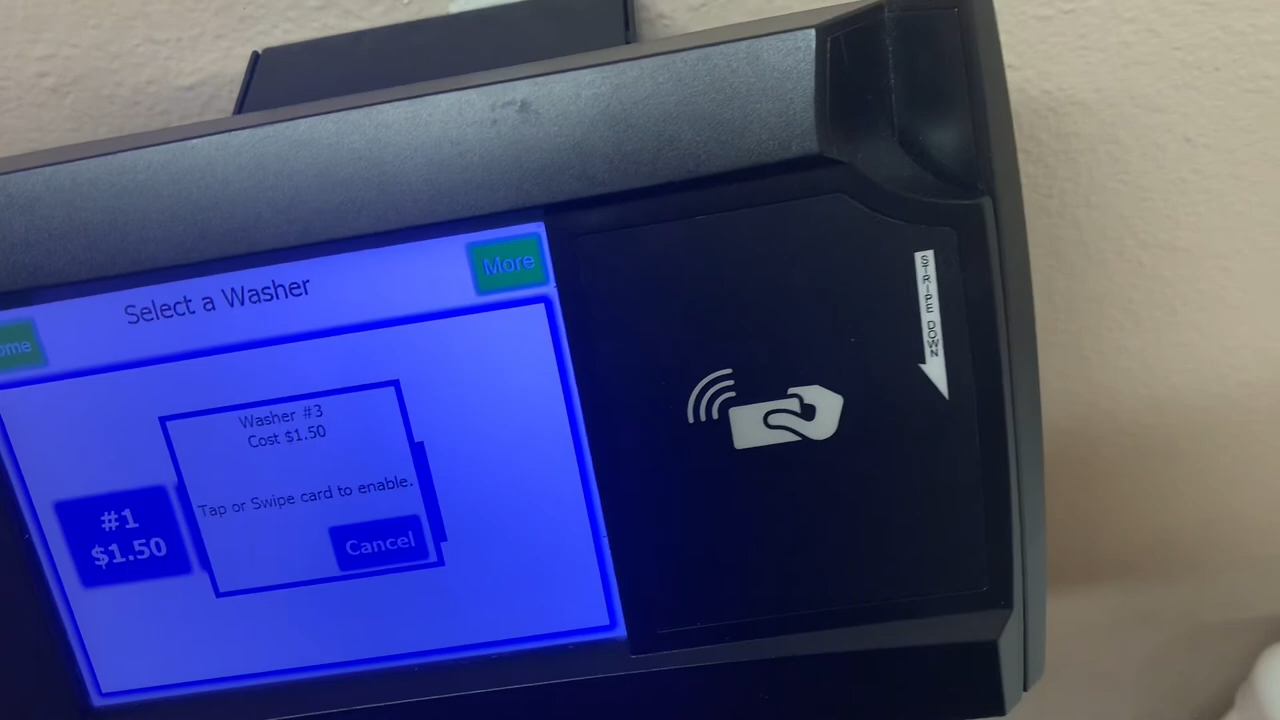 Select a Washer
More
ome
Washer #3
Cost $1.50
Tap or Swipe card to enable.
Cancel
#1
$1.50
STRIPE DOWN